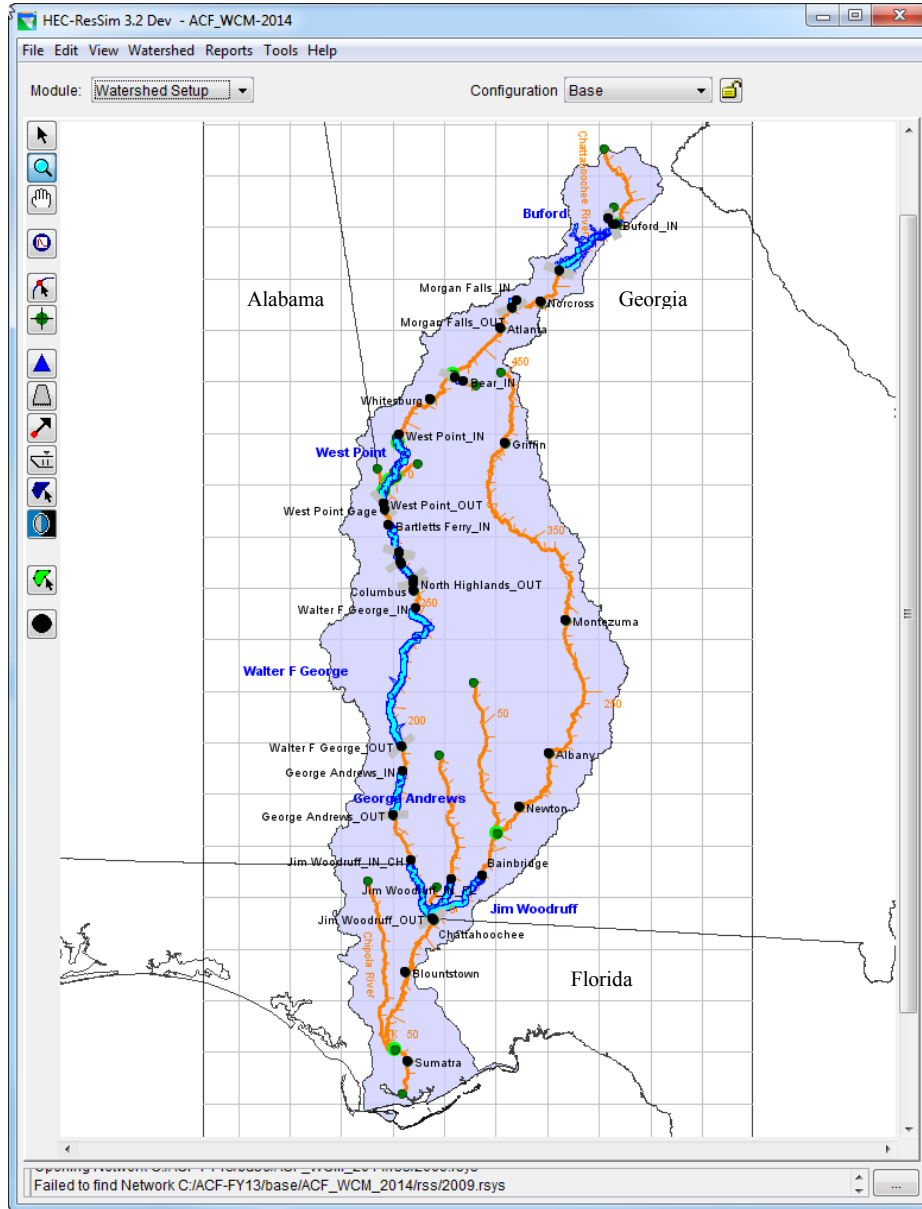 HEC-ResSim 3.2 Dev - ACF_WCM-2014
File Edit View Watershed Reports Tools Help
Module: Watershed Setup Configuration Base
Chattahoochee River
Buford
Buford_IN
Morgan Falls_IN
Alabama
Georgia
Norcross
Morgan Falls_OUT
Atlanta
450
Bear_IN
Whitesburg
West Point_IN
Griffin
West Point
West Point_OUT
West Point Gage
Bartletts Ferry_IN
350
North Highlands_OUT
Columbus
250
Walter F George_IN
Montezuma
Walter F George
250
50
200
Walter F George_OUT
Albany
George Andrews_IN
George Andrews
Newton
George Andrews_OUT
Jim Woodruff_IN_CH
Bainbridge
Jim Woodruff
Jim Woodruff_OUT
Chattahoochee
Chipola River
Blountstown
Florida
50
Sumatra
Failed to find Network C:/ACF-FY13/base/ACF_WCM_2014/rss/2009.rsys
...